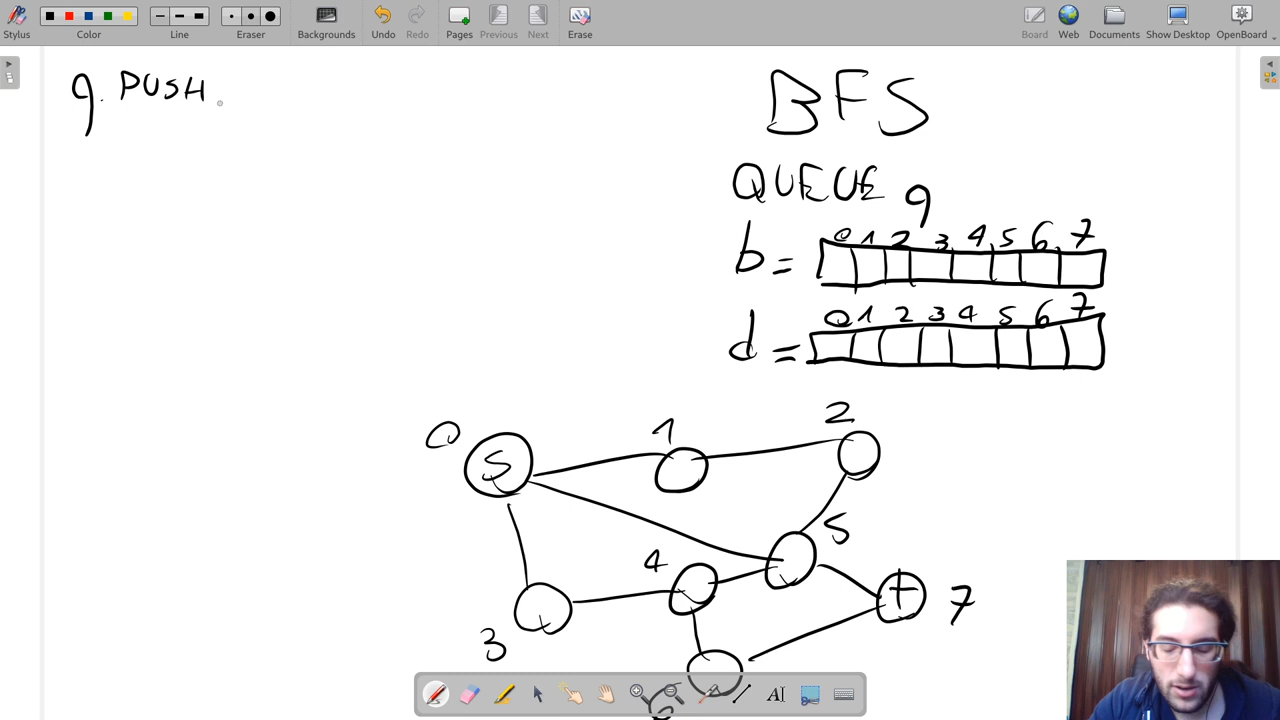 Stylus Color Line Eraser Backgrounds Undo Redo Pages Previous Next Erase Board Web Documents Show Desktop OpenBoard
q. PUSH
BFS
QUEUE q
0 1 2 3 4 5 6 7
b =
0 1 2 3 4 5 6 7
d =
0 S 1 2
5
4
t 7
3
6
AI